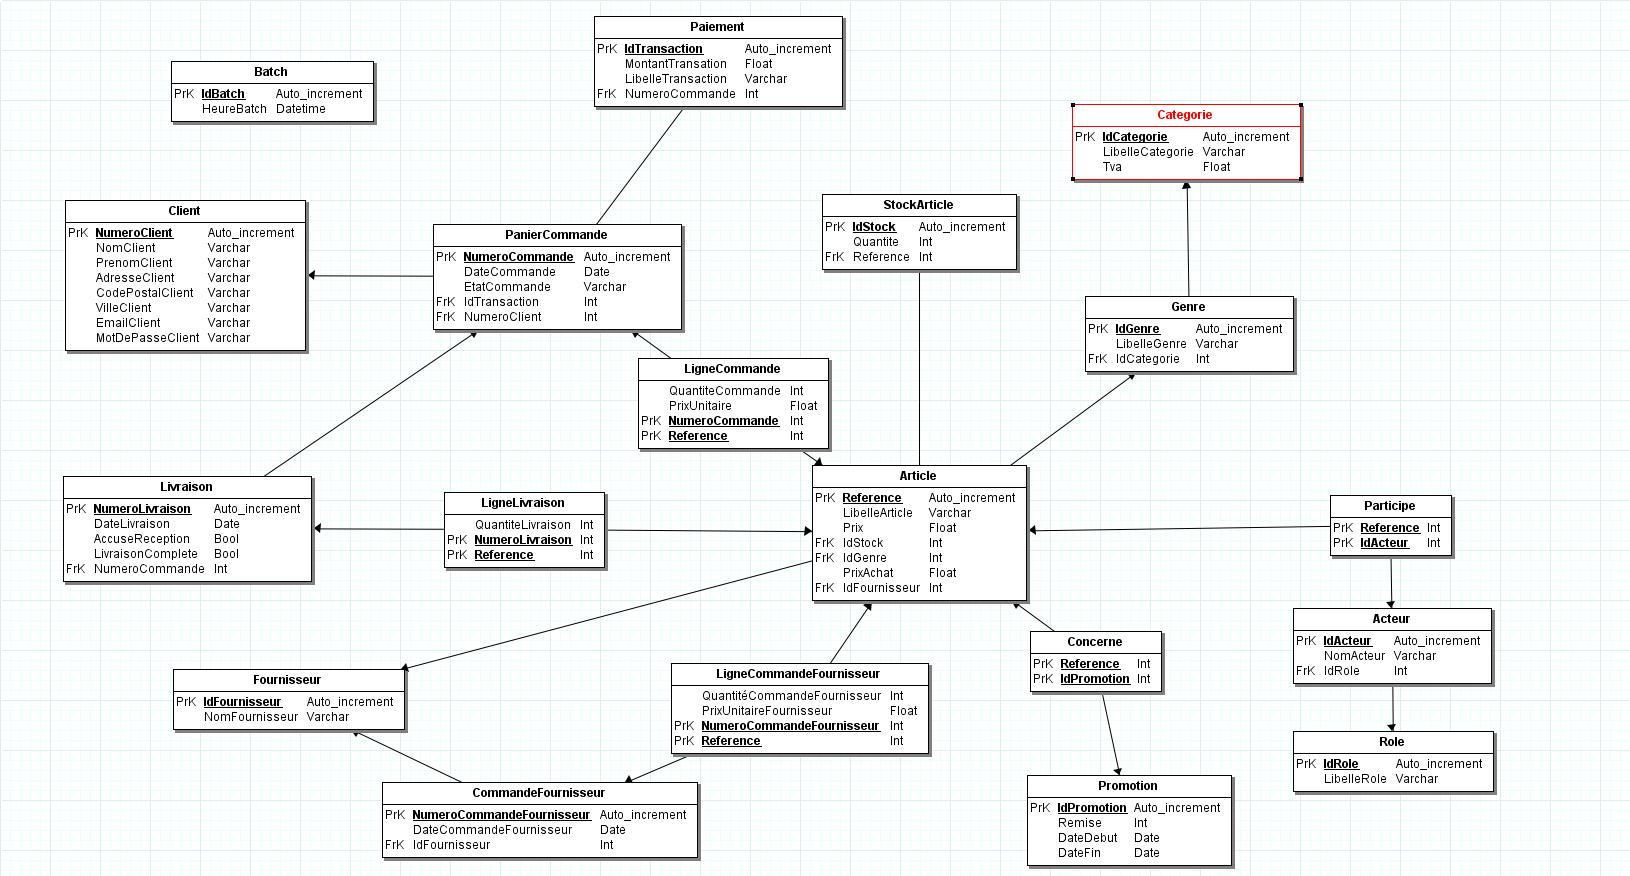 Paiement
PrK IdTransaction Auto_increment
MontantTransation Float
LibelleTransaction Varchar
FrK NumeroCommande Int
Batch
PrK IdBatch Auto_increment
HeureBatch Datetime
Categorie
PrK IdCategorie Auto_increment
LibelleCategorie Varchar
Tva Float
Client
PrK NumeroClient Auto_increment
NomClient Varchar
PrenomClient Varchar
AdresseClient Varchar
CodePostalClient Varchar
VilleClient Varchar
EmailClient Varchar
MotDePasseClient Varchar
PanierCommande
PrK NumeroCommande Auto_increment
DateCommande Date
EtatCommande Varchar
FrK IdTransaction Int
FrK NumeroClient Int
StockArticle
PrK IdStock Auto_increment
Quantite Int
FrK Reference Int
Genre
PrK IdGenre Auto_increment
LibelleGenre Varchar
FrK IdCategorie Int
LigneCommande
QuantiteCommande Int
PrixUnitaire Float
PrK NumeroCommande Int
PrK Reference Int
Livraison
PrK NumeroLivraison Auto_increment
DateLivraison Date
AccuseReception Bool
LivraisonComplete Bool
FrK NumeroCommande Int
LigneLivraison
QuantiteLivraison Int
PrK NumeroLivraison Int
PrK Reference Int
Article
PrK Reference Auto_increment
LibelleArticle Varchar
Prix Float
FrK IdStock Int
FrK IdGenre Int
PrixAchat Float
FrK IdFournisseur Int
Participe
PrK Reference Int
PrK IdActeur Int
Acteur
PrK IdActeur Auto_increment
NomActeur Varchar
FrK IdRole Int
Concerne
PrK Reference Int
PrK IdPromotion Int
Fournisseur
PrK IdFournisseur Auto_increment
NomFournisseur Varchar
LigneCommandeFournisseur
QuantitéCommandeFournisseur Int
PrixUnitaireFournisseur Float
PrK NumeroCommandeFournisseur Int
PrK Reference Int
Role
PrK IdRole Auto_increment
LibelleRole Varchar
CommandeFournisseur
PrK NumeroCommandeFournisseur Auto_increment
DateCommandeFournisseur Date
FrK IdFournisseur Int
Promotion
PrK IdPromotion Auto_increment
Remise Int
DateDebut Date
DateFin Date